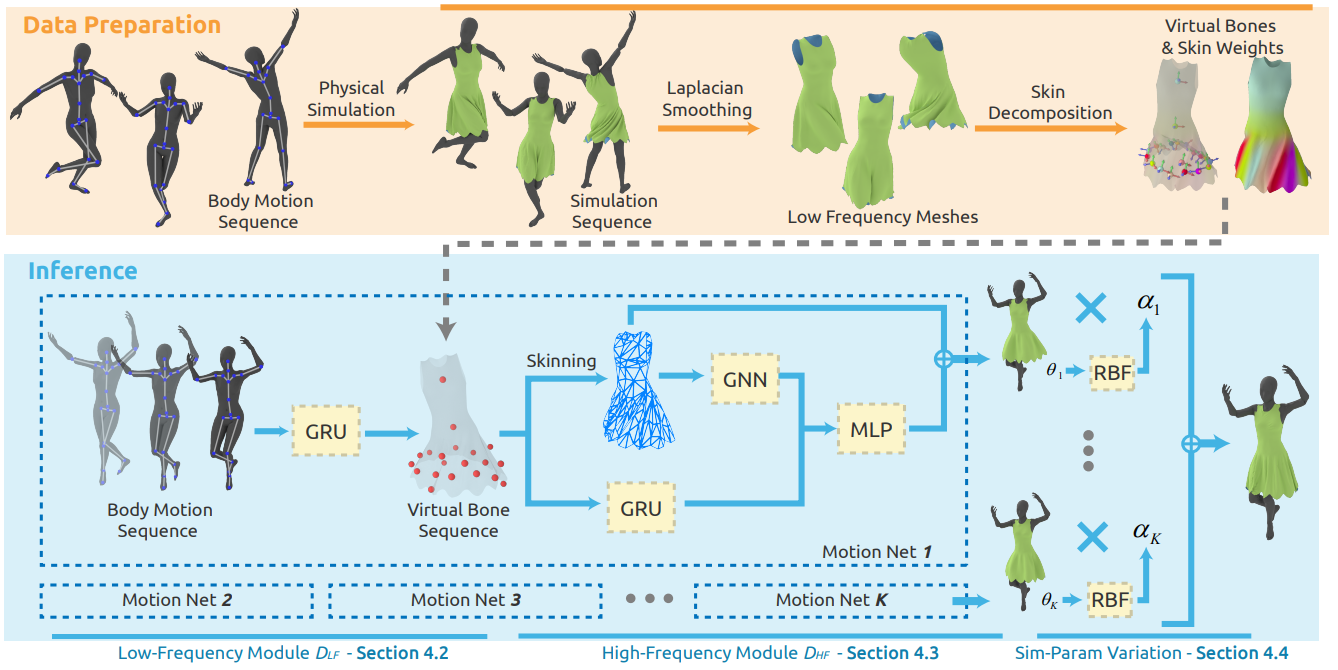 Data Preparation
Physical
Simulation
Laplacian
Smoothing
Skin
Decomposition
Virtual Bones
& Skin Weights
Body Motion
Sequence
Simulation
Sequence
Low Frequency Meshes
Inference
Skinning
GRU
GNN
MLP
GRU
Body Motion
Sequence
Virtual Bone
Sequence
Motion Net 1
Motion Net 2
Motion Net 3
Motion Net K
α1
θ1
RBF
αK
θK
RBF
Low-Frequency Module DLF - Section 4.2
High-Frequency Module DHF - Section 4.3
Sim-Param Variation - Section 4.4